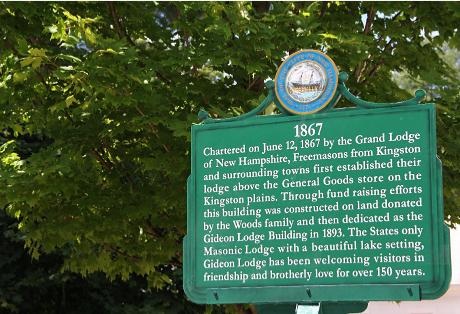 1867
Chartered on June 12, 1867 by the Grand Lodge
of New Hampshire, Freemasons from Kingston
and surrounding towns first established their
lodge above the General Goods store on the
Kingston plains. Through fund raising efforts
this building was constructed on land donated
by the Woods family and then dedicated as the
Gideon Lodge Building in 1893. The States only
Masonic Lodge with a beautiful lake setting,
Gideon Lodge has been welcoming visitors in
friendship and brotherly love for over 150 years.